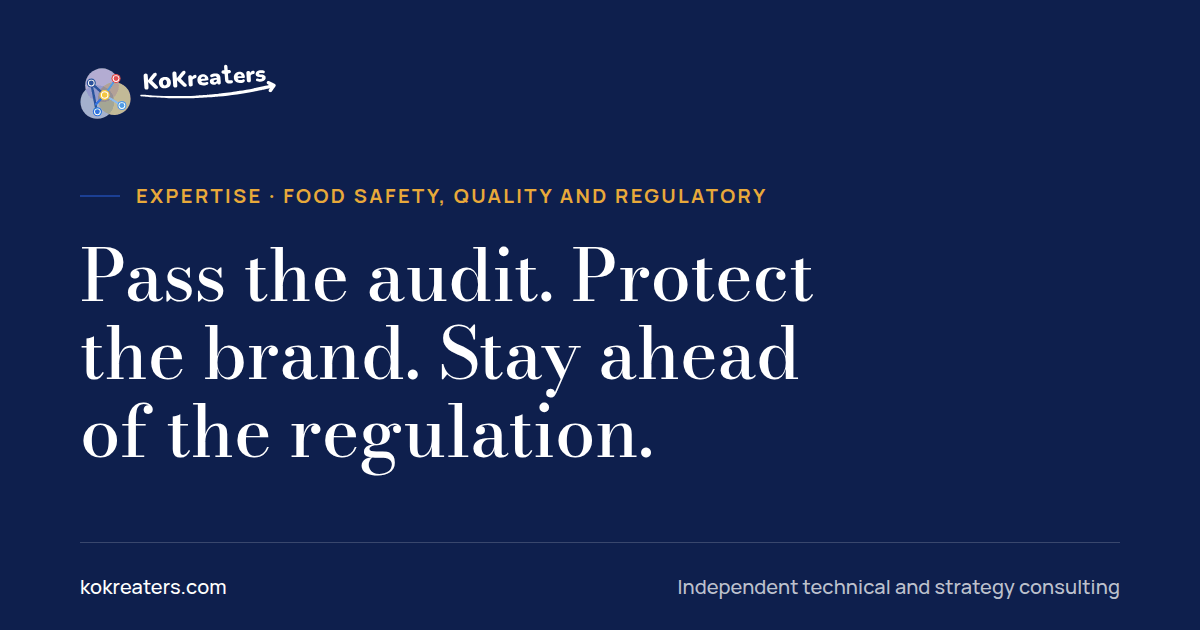 KoKreaters
EXPERTISE · FOOD SAFETY, QUALITY AND REGULATORY
Pass the audit. Protect
the brand. Stay ahead
of the regulation.
kokreaters.com
Independent technical and strategy consulting